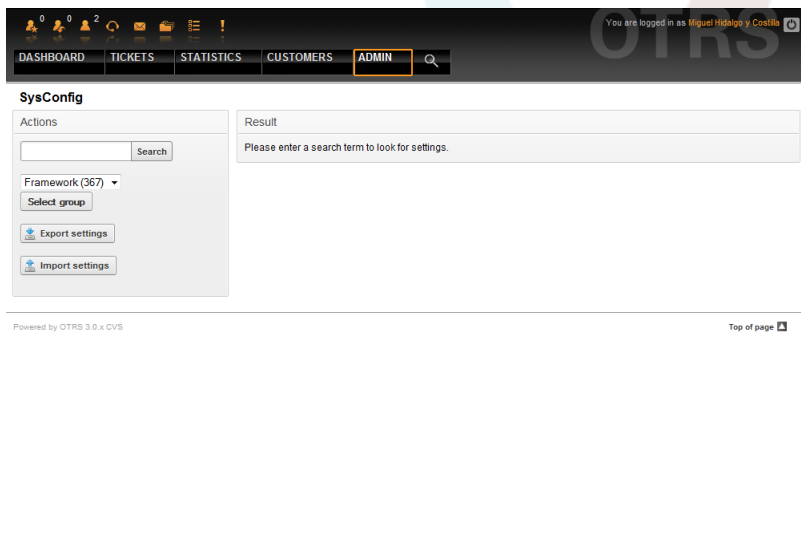 0 0 2
You are logged in as Miguel Hidalgo y Costilla
OTRS
DASHBOARD TICKETS STATISTICS CUSTOMERS ADMIN
SysConfig
Actions
Result
Search
Please enter a search term to look for settings.
Framework (367)
Select group
Export settings
Import settings
Powered by OTRS 3.0.x CVS
Top of page